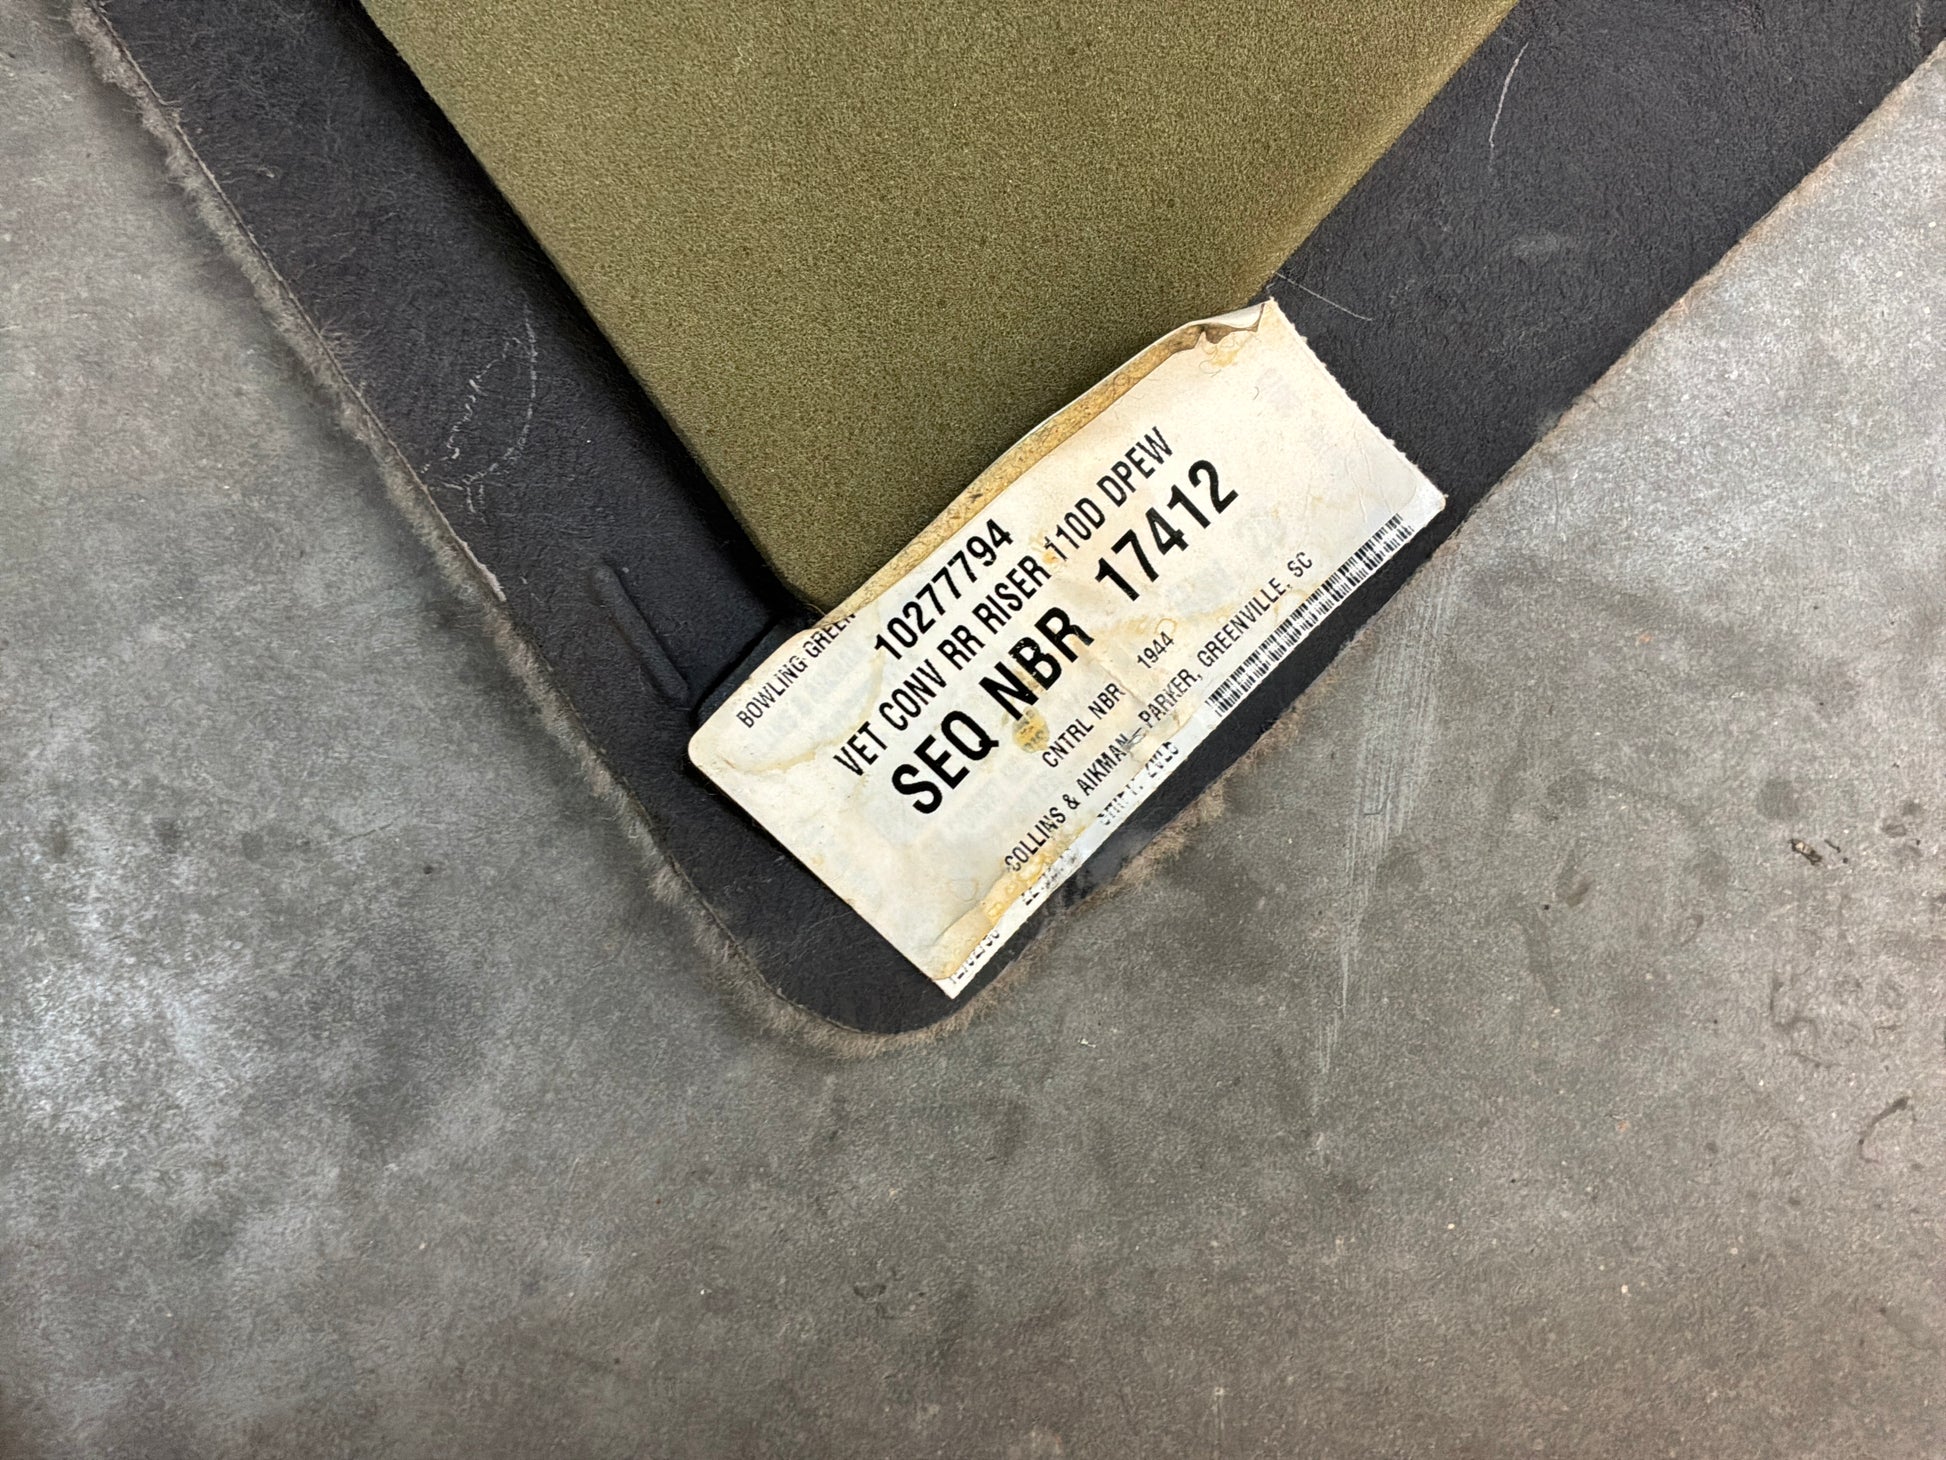 BOWLING GREEN
10277794
VET CONV RR RISER 110D DPEW
SEQ NBR 17412
CNTRL NBR 1944
COLLINS & AIKMAN—PARKER, GREENVILLE, SC